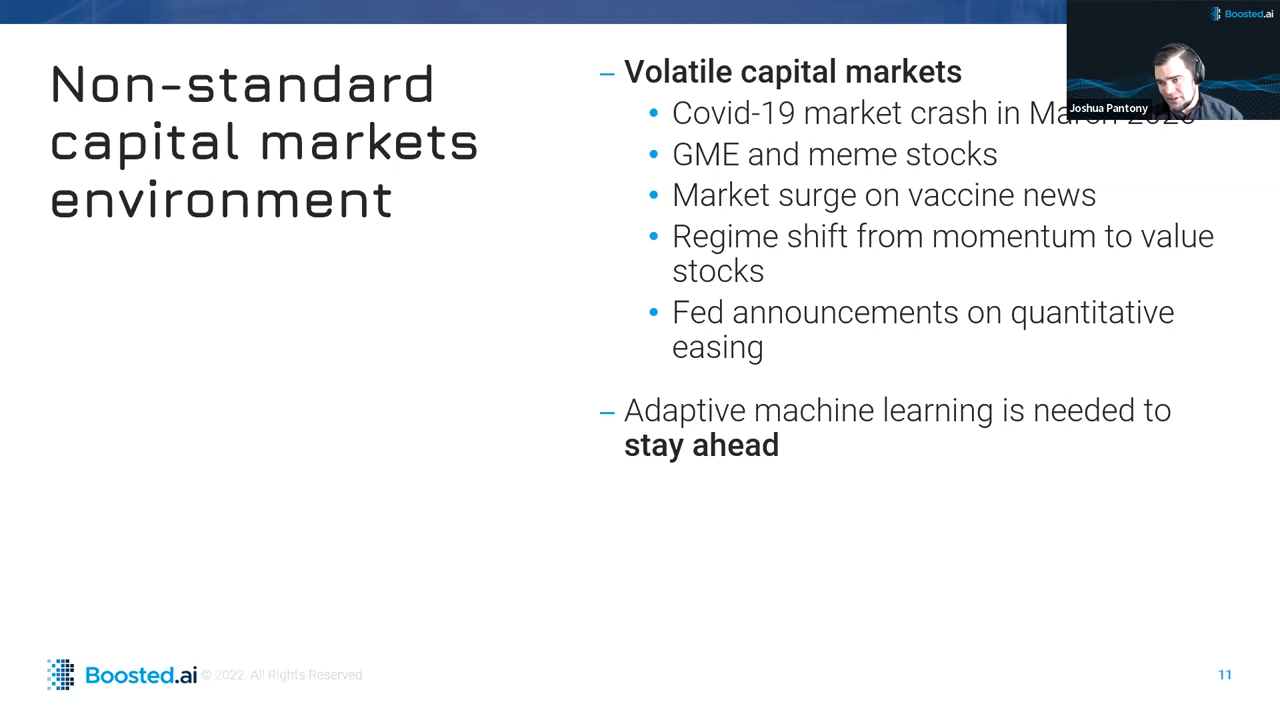 Non-standard
capital markets
environment
– Volatile capital markets
• Covid-19 market crash in March 2020
• GME and meme stocks
• Market surge on vaccine news
• Regime shift from momentum to value
stocks
• Fed announcements on quantitative
easing
– Adaptive machine learning is needed to
stay ahead
Boosted.ai
Joshua Pantony
Boosted.ai © 2022. All Rights Reserved
11